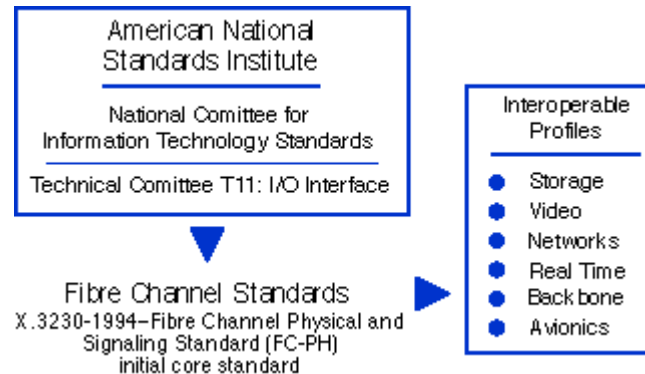 American National
Standards Institute
National Comittee for
Information Technology Standards
Technical Comittee T11: I/O Interface
Fibre Channel Standards
X.3230-1994–Fibre Channel Physical and
Signaling Standard (FC-PH)
initial core standard
Interoperable
Profiles
Storage
Video
Networks
Real Time
Backbone
Avionics